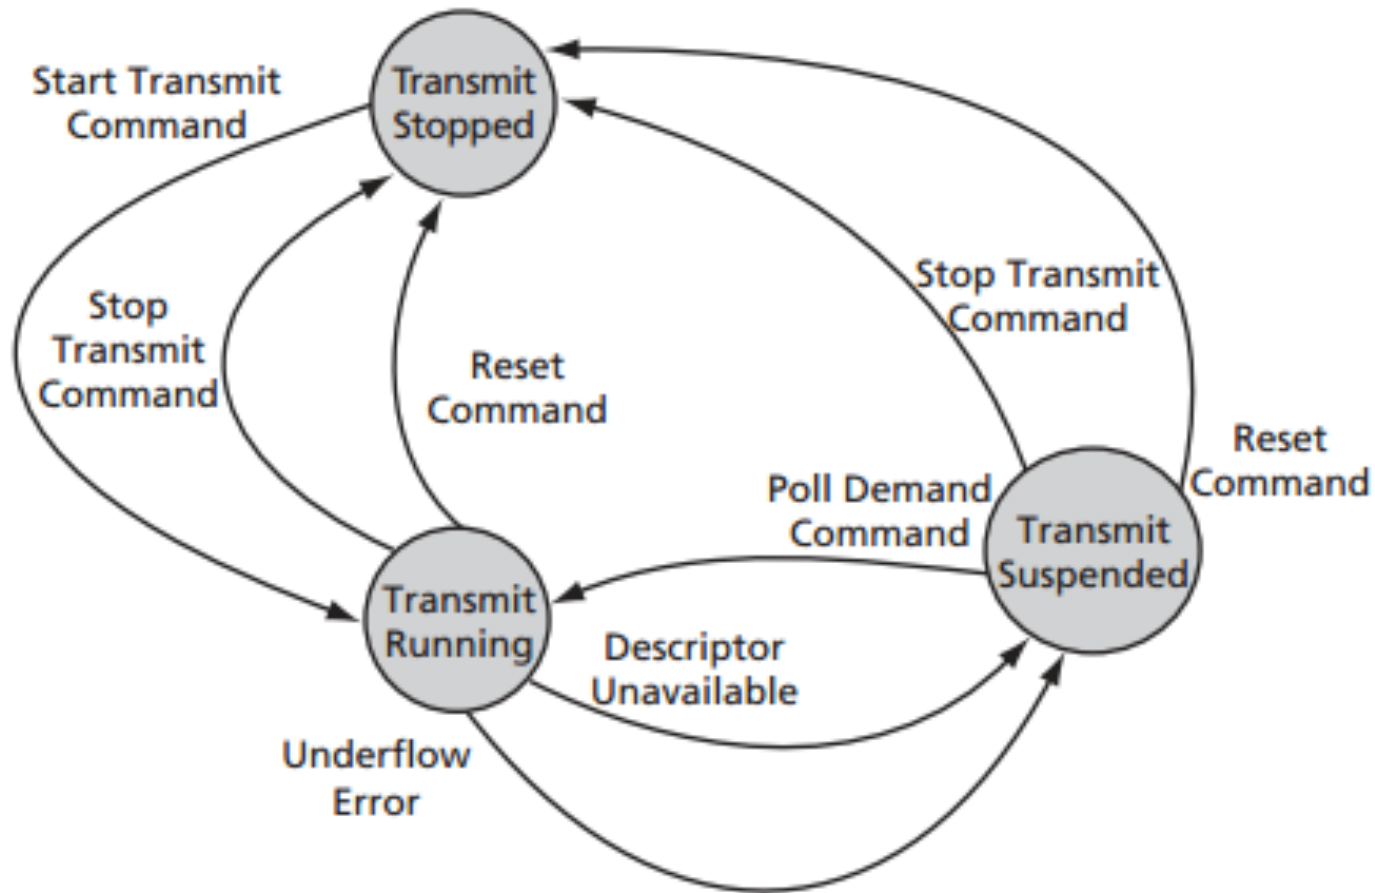 Transmit
Stopped
Start Transmit
Command
Stop
Transmit
Command
Reset
Command
Stop Transmit
Command
Reset
Command
Poll Demand
Command
Transmit
Suspended
Transmit
Running
Descriptor
Unavailable
Underflow
Error